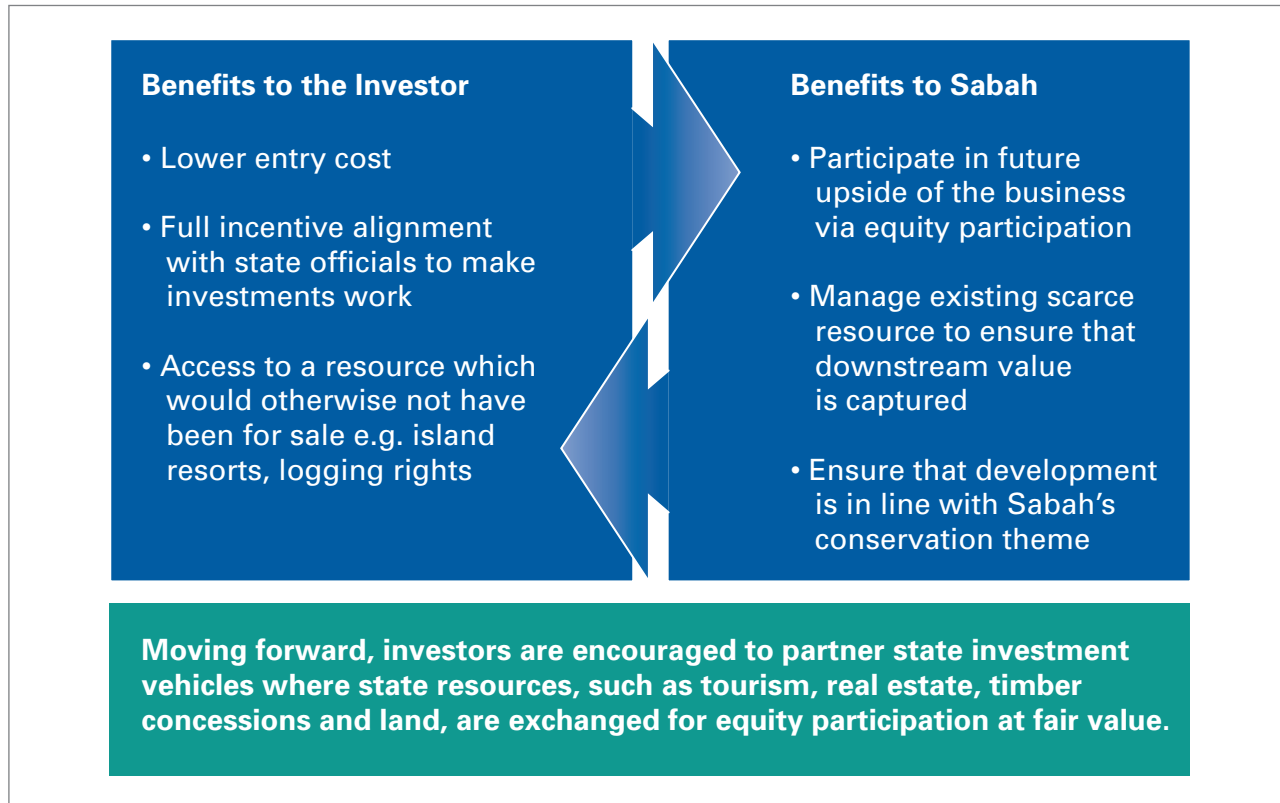 Benefits to the Investor
• Lower entry cost
• Full incentive alignment
with state officials to make
investments work
• Access to a resource which
would otherwise not have
been for sale e.g. island
resorts, logging rights
Benefits to Sabah
• Participate in future
upside of the business
via equity participation
• Manage existing scarce
resource to ensure that
downstream value
is captured
• Ensure that development
is in line with Sabah’s
conservation theme
Moving forward, investors are encouraged to partner state investment
vehicles where state resources, such as tourism, real estate, timber
concessions and land, are exchanged for equity participation at fair value.